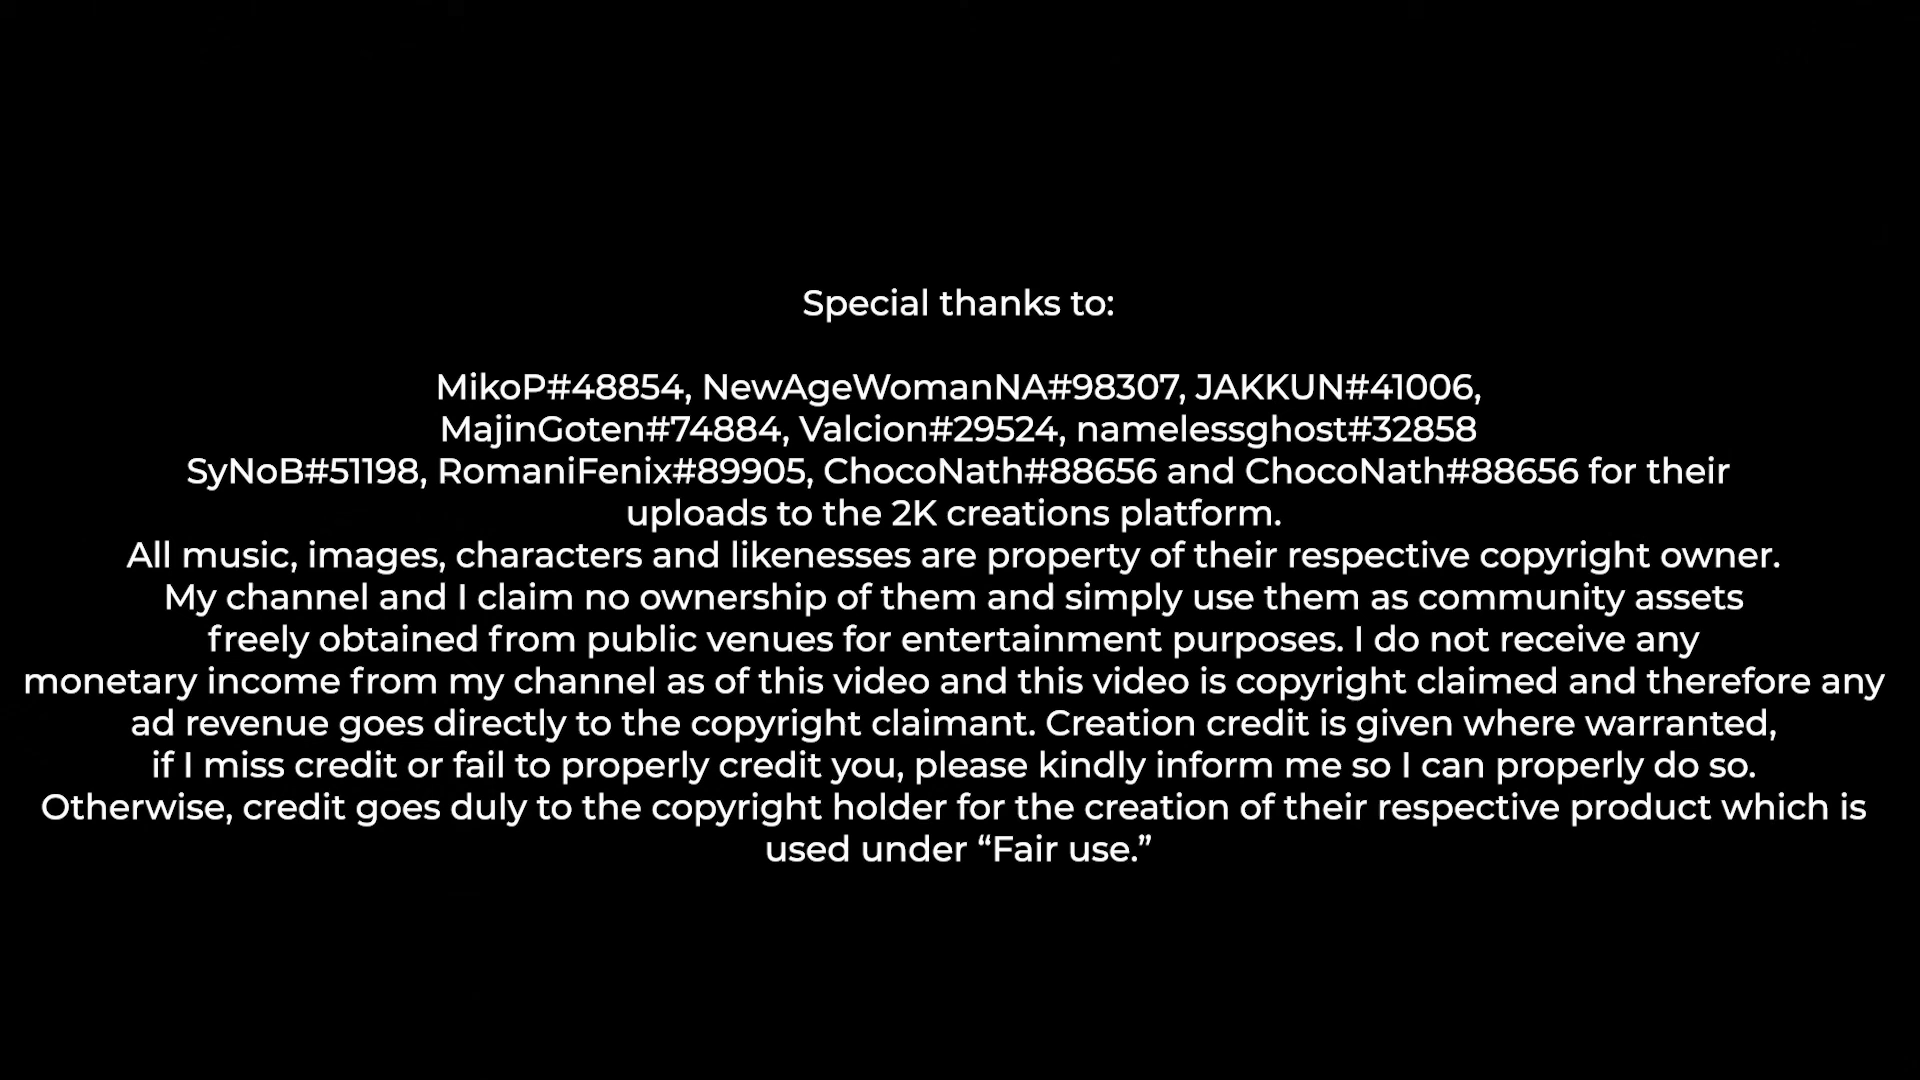 Special thanks to:
MikoP#48854, NewAgeWomanNA#98307, JAKKUN#41006,
MajinGoten#74884, Valcion#29524, namelessghost#32858
SyNoB#51198, RomaniFenix#89905, ChocoNath#88656 and ChocoNath#88656 for their
uploads to the 2K creations platform.
All music, images, characters and likenesses are property of their respective copyright owner.
My channel and I claim no ownership of them and simply use them as community assets
freely obtained from public venues for entertainment purposes. I do not receive any
monetary income from my channel as of this video and this video is copyright claimed and therefore any
ad revenue goes directly to the copyright claimant. Creation credit is given where warranted,
if I miss credit or fail to properly credit you, please kindly inform me so I can properly do so.
Otherwise, credit goes duly to the copyright holder for the creation of their respective product which is
used under “Fair use.”